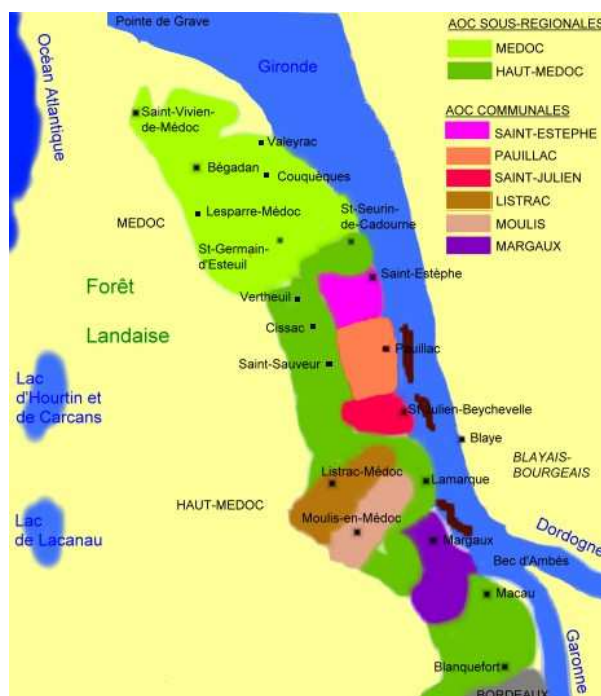 Pointe de Grave
Océan Atlantique
Gironde
AOC SOUS-REGIONALES
MEDOC
HAUT-MEDOC
AOC COMMUNALES
SAINT-ESTEPHE
PAUILLAC
SAINT-JULIEN
LISTRAC
MOULIS
MARGAUX
Saint-Vivien-
de-Médoc
Valeyrac
Bégadan
Couquèques
Lesparre-Médoc
MEDOC
St-Seurin-
de-Cadourne
St-Germain-
d'Esteuil
Saint-Estèphe
Forêt
Landaise
Vertheuil
Cissac
Saint-Sauveur
Pauillac
Lac
d'Hourtin et
de Carcans
St-Julien-Beychevelle
Blaye
BLAYAIS-
BOURGEAIS
Listrac-Médoc
Lamarque
HAUT-MEDOC
Moulis-en-Médoc
Lac
de Lacanau
Margaux
Dordogne
Bec d'Ambés
Macau
Garonne
Blanquefort
BORDEAUX